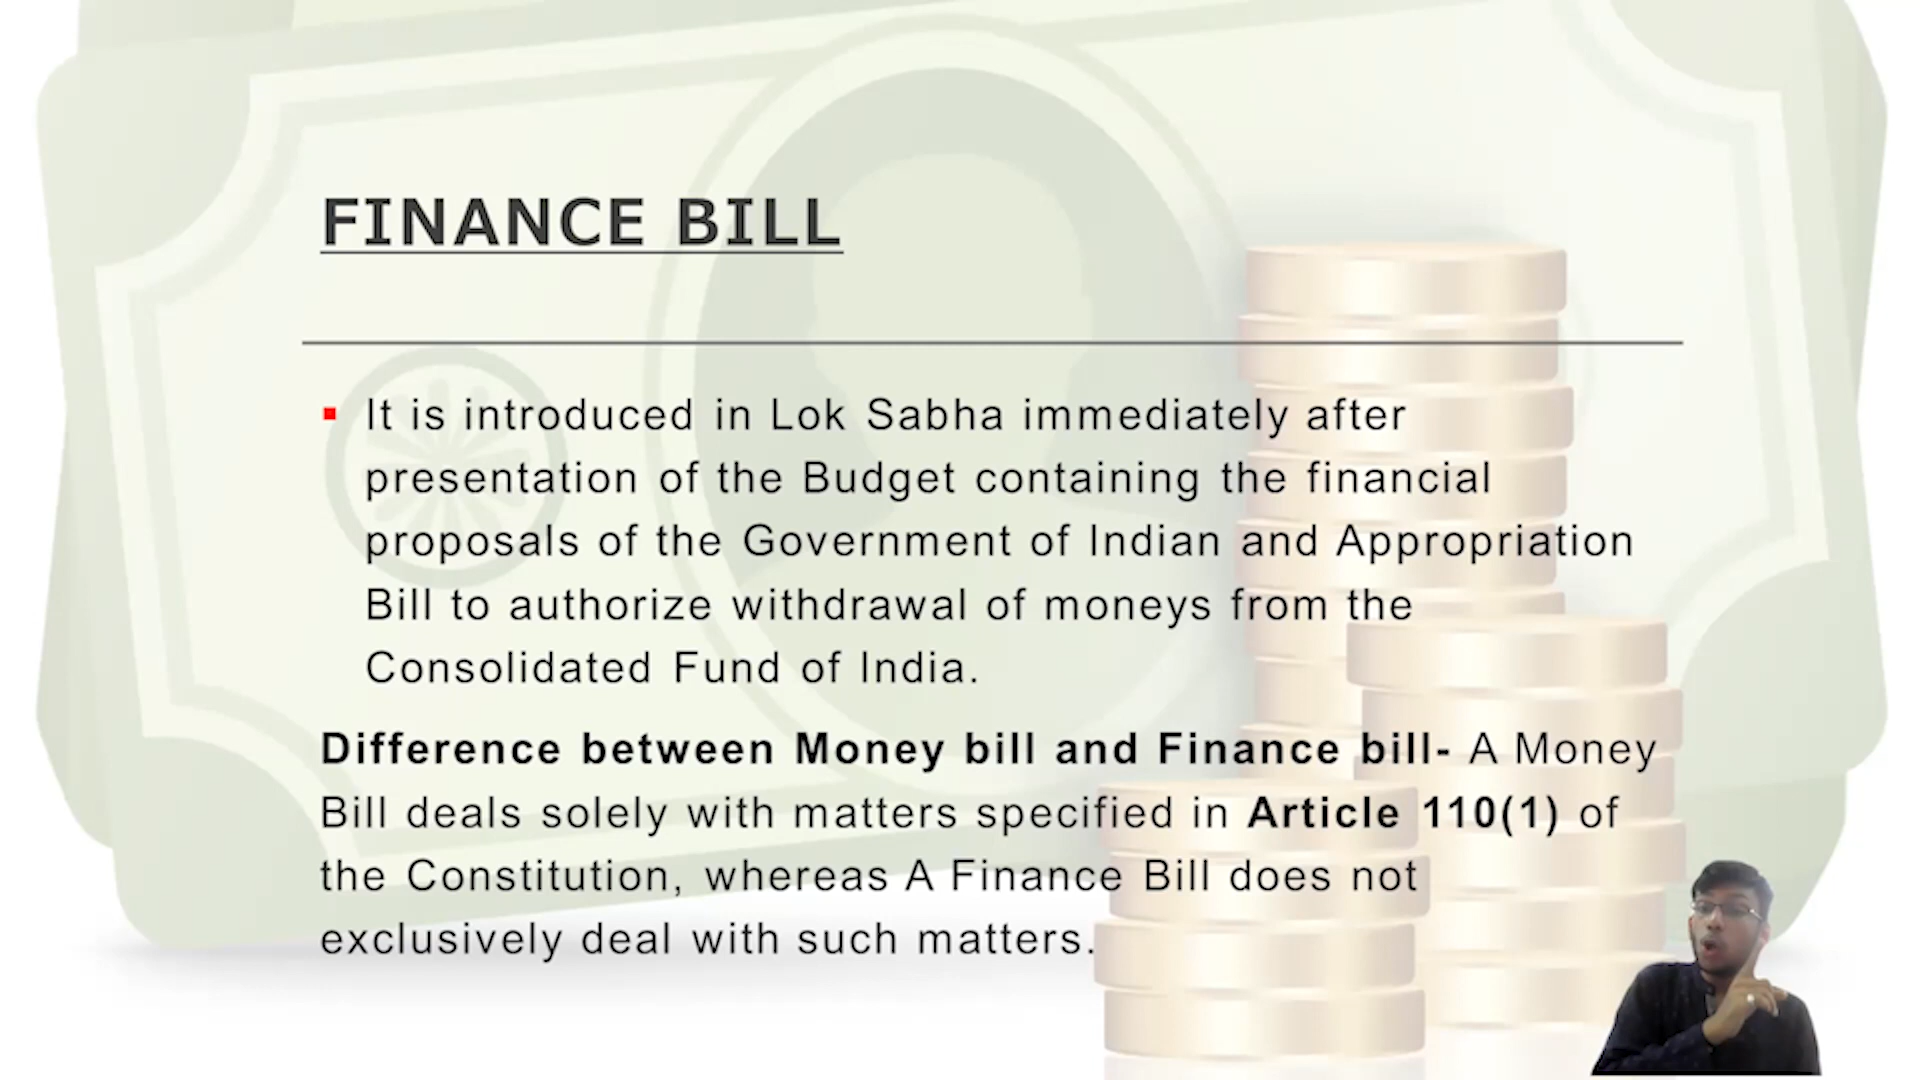 FINANCE BILL
It is introduced in Lok Sabha immediately after
presentation of the Budget containing the financial
proposals of the Government of Indian and Appropriation
Bill to authorize withdrawal of moneys from the
Consolidated Fund of India.
Difference between Money bill and Finance bill- A Money
Bill deals solely with matters specified in Article 110(1) of
the Constitution, whereas A Finance Bill does not
exclusively deal with such matters.